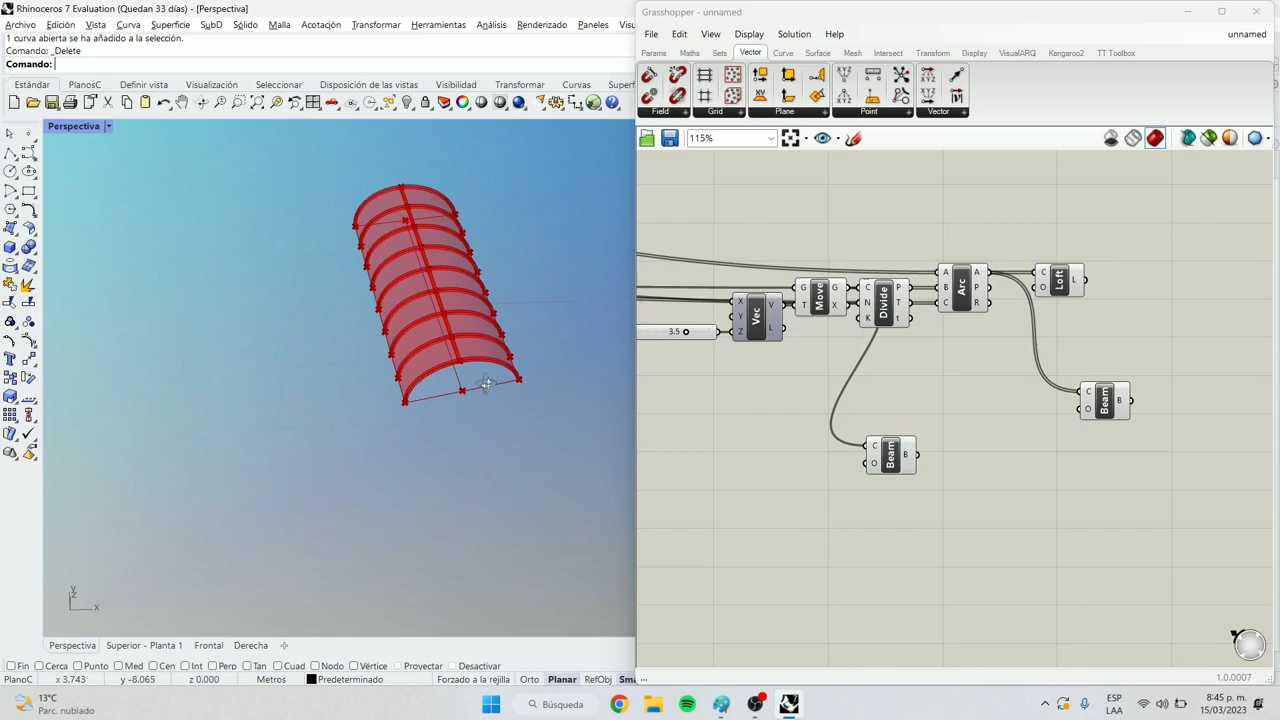 Rhinoceros 7 Evaluation (Quedan 33 días) - [Perspectiva]
Archivo Edición Vista Curva Superficie SubD Sólido Malla Acotación Transformar Herramientas Análisis Renderizado Paneles
1 curva abierta se ha añadido a la selección.
Comando: _Delete
Comando:
Estándar PlanosC Definir vista Visualización Seleccionar Disposición de las vistas Visibilidad Transformar Curvas
Perspectiva
y
z
x
Perspectiva Superior - Planta 1 Frontal Derecha
Fin Cerca Punto Med Cen Int Perp Tan Cuad Nodo Vértice Proyectar Desactivar
PlanoC x 3.743 y -8.065 z 0.000 Metros Predeterminado Forzado a la rejilla Orto Planar RefObj
Grasshopper - unnamed
File Edit View Display Solution Help unnamed
Params Maths Sets Vector Curve Surface Mesh Intersect Transform Display VisualARQ Kangaroo2 TT Toolbox
Field Grid Plane Point Vector
115%
X Y Z Vec V L
3.5
G T Move G X
C N K Divide P T t
A B C Arc A P R
C O Loft L
C O Beam B
C O Beam B
...
1.0.0007
13°C
Parc. nublado
Búsqueda
ESP
LAA
8:45 p. m.
15/03/2023